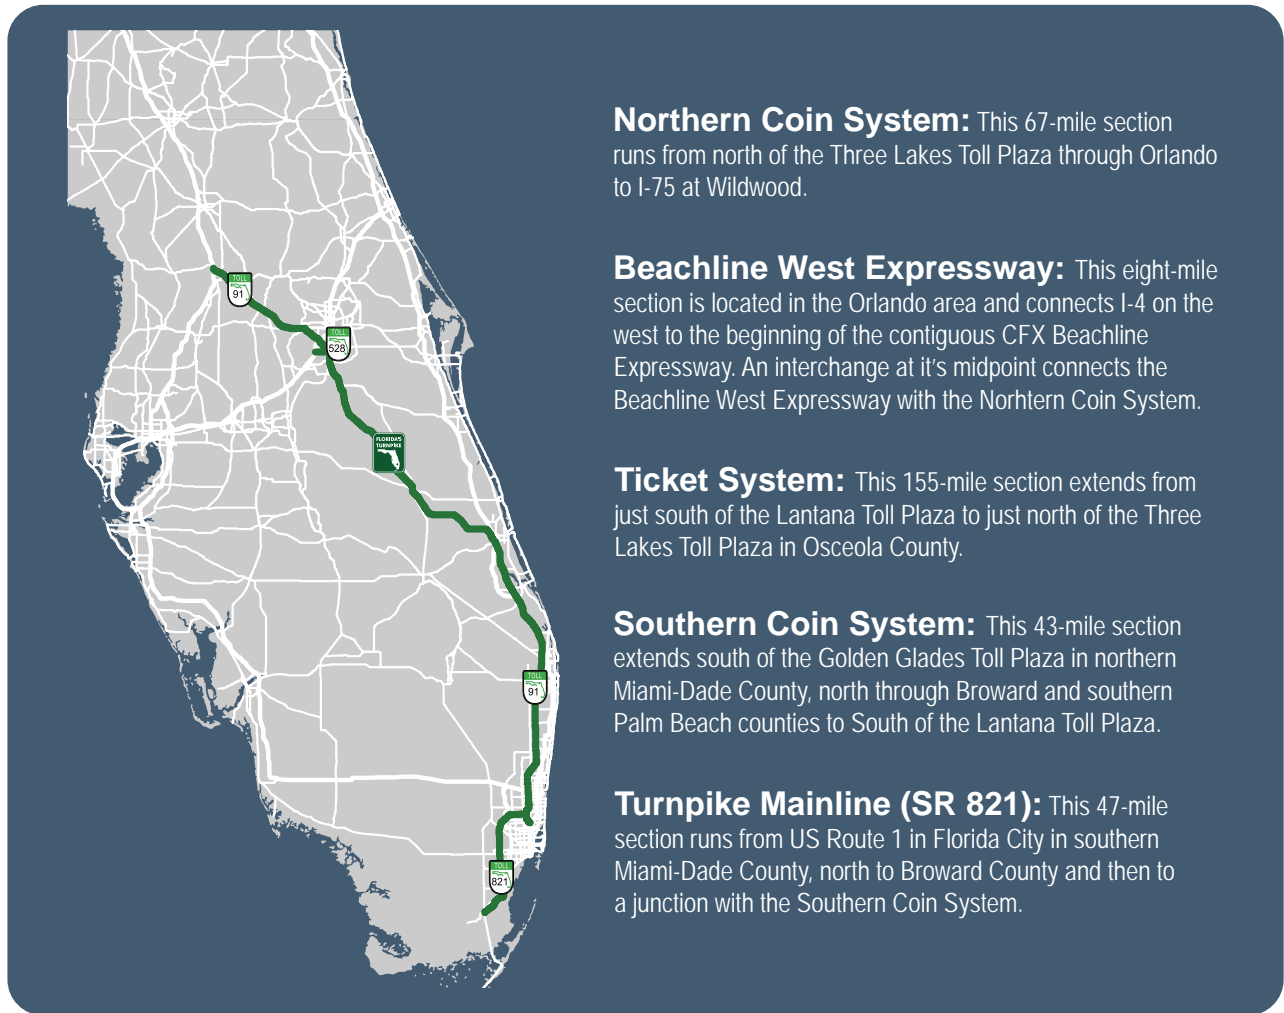 Northern Coin System: This 67-mile section
runs from north of the Three Lakes Toll Plaza through Orlando
to I-75 at Wildwood.
Beachline West Expressway: This eight-mile
section is located in the Orlando area and connects I-4 on the
west to the beginning of the contiguous CFX Beachline
Expressway. An interchange at it's midpoint connects the
Beachline West Expressway with the Norhtern Coin System.
Ticket System: This 155-mile section extends from
just south of the Lantana Toll Plaza to just north of the Three
Lakes Toll Plaza in Osceola County.
Southern Coin System: This 43-mile section
extends south of the Golden Glades Toll Plaza in northern
Miami-Dade County, north through Broward and southern
Palm Beach counties to South of the Lantana Toll Plaza.
Turnpike Mainline (SR 821): This 47-mile
section runs from US Route 1 in Florida City in southern
Miami-Dade County, north to Broward County and then to
a junction with the Southern Coin System.
TOLL
91
TOLL
528
FLORIDA'S
TURNPIKE
TOLL
91
TOLL
821